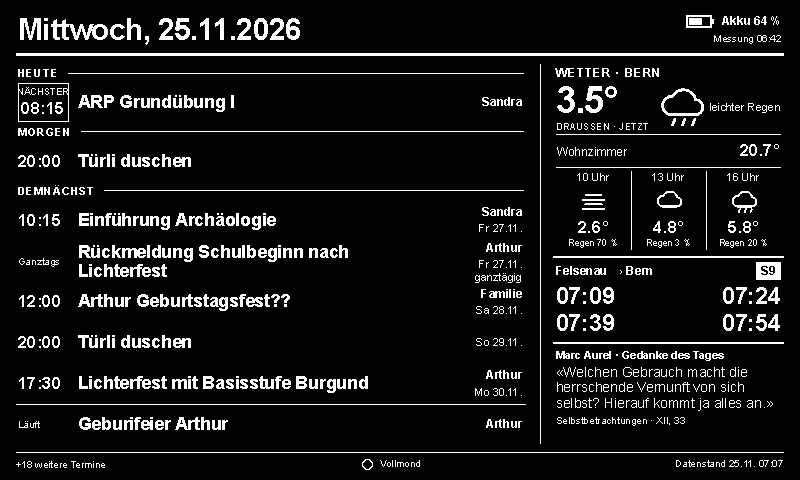 Mittwoch, 25.11.2026
Akku 64 %
Messung 06:42
HEUTE
NÄCHSTER
08:15 ARP Grundübung I Sandra
MORGEN
20:00 Türli duschen
DEMNÄCHST
10:15 Einführung Archäologie Sandra
Fr 27.11.
Ganztags Rückmeldung Schulbeginn nach
Lichterfest
Arthur
Fr 27.11.
ganztägig
12:00 Arthur Geburtstagsfest?? Familie
Sa 28.11.
20:00 Türli duschen So 29.11.
17:30 Lichterfest mit Basisstufe Burgund Arthur
Mo 30.11.
Läuft Geburifeier Arthur Arthur
WETTER · BERN
3.5°
leichter Regen
DRAUSSEN · JETZT
Wohnzimmer 20.7°
10 Uhr 13 Uhr 16 Uhr
2.6° 4.8° 5.8°
Regen 70 % Regen 3 % Regen 20 %
Felsenau › Bern S9
07:09 07:24
07:39 07:54
Marc Aurel · Gedanke des Tages
«Welchen Gebrauch macht die
herrschende Vernunft von sich
selbst? Hierauf kommt ja alles an.»
Selbstbetrachtungen · XII, 33
+18 weitere Termine
Vollmond
Datenstand 25.11. 07:07